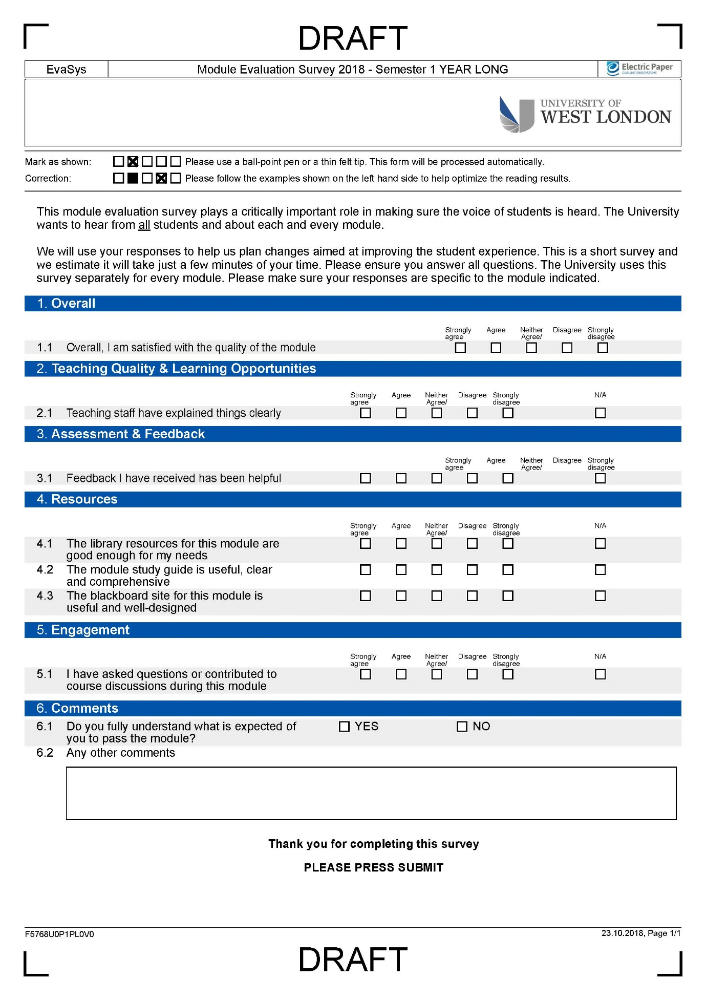 DRAFT
EvaSys
Module Evaluation Survey 2018 - Semester 1 YEAR LONG
Electric Paper
EVALUATIONSSYSTEME
UNIVERSITY OF
WEST LONDON
Mark as shown: Please use a ball-point pen or a thin felt tip. This form will be processed automatically.
Correction: Please follow the examples shown on the left hand side to help optimize the reading results.
This module evaluation survey plays a critically important role in making sure the voice of students is heard. The University
wants to hear from all students and about each and every module.
We will use your responses to help us plan changes aimed at improving the student experience. This is a short survey and
we estimate it will take just a few minutes of your time. Please ensure you answer all questions. The University uses this
survey separately for every module. Please make sure your responses are specific to the module indicated.
1. Overall
Strongly agree Agree Neither Agree/ Disagree Strongly disagree
1.1 Overall, I am satisfied with the quality of the module
2. Teaching Quality & Learning Opportunities
Strongly agree Agree Neither Agree/ Disagree Strongly disagree N/A
2.1 Teaching staff have explained things clearly
3. Assessment & Feedback
Strongly agree Agree Neither Agree/ Disagree Strongly disagree
3.1 Feedback I have received has been helpful
4. Resources
Strongly agree Agree Neither Agree/ Disagree Strongly disagree N/A
4.1 The library resources for this module are
good enough for my needs
4.2 The module study guide is useful, clear
and comprehensive
4.3 The blackboard site for this module is
useful and well-designed
5. Engagement
Strongly agree Agree Neither Agree/ Disagree Strongly disagree N/A
5.1 I have asked questions or contributed to
course discussions during this module
6. Comments
6.1 Do you fully understand what is expected of YES NO
you to pass the module?
6.2 Any other comments
Thank you for completing this survey
PLEASE PRESS SUBMIT
F5768U0P1PL0V0
23.10.2018, Page 1/1
DRAFT